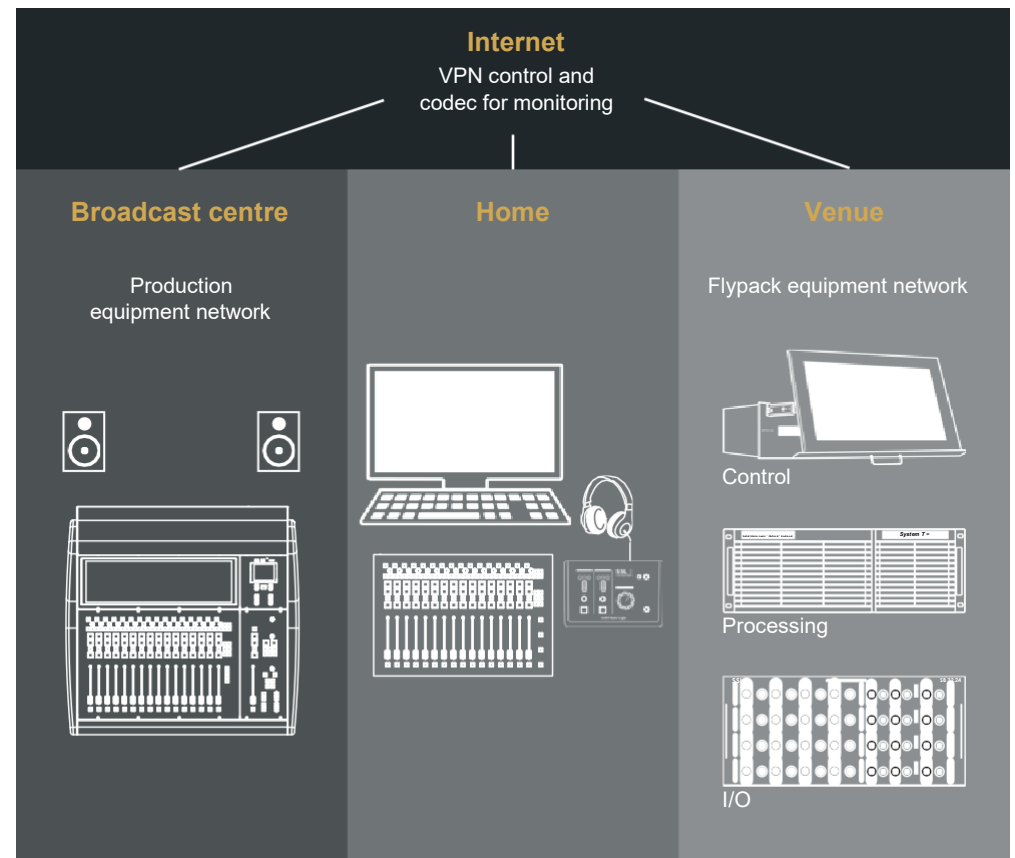 Internet
VPN control and
codec for monitoring
Broadcast centre
Home
Venue
Production
equipment network
Flypack equipment network
Control
System T
Processing
I/O